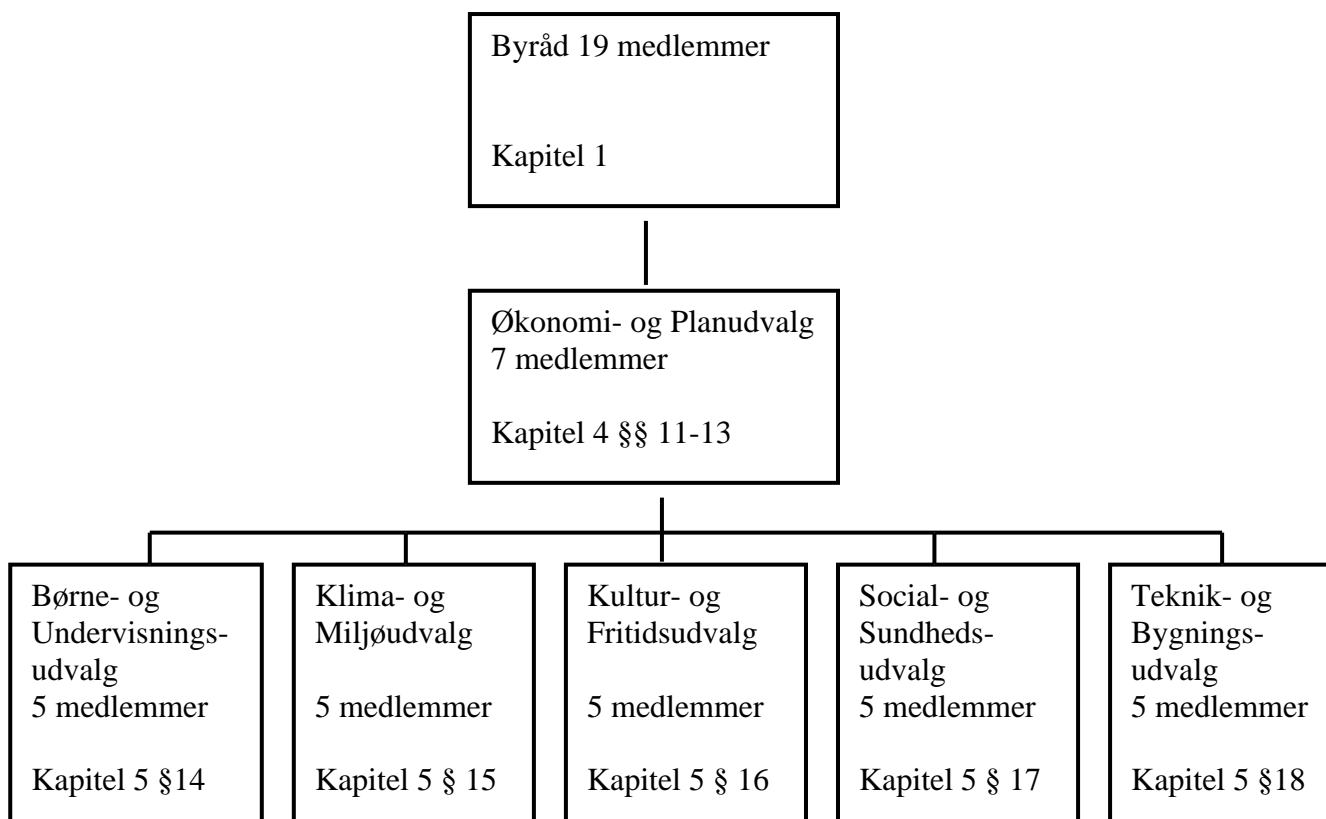 Byråd 19 medlemmer
Kapitel 1
Økonomi- og Planudvalg
7 medlemmer
Kapitel 4 §§ 11-13
Børne- og
Undervisnings-
udvalg
5 medlemmer
Kapitel 5 §14
Klima- og
Miljøudvalg
5 medlemmer
Kapitel 5 § 15
Kultur- og
Fritidsudvalg
5 medlemmer
Kapitel 5 § 16
Social- og
Sundheds-
udvalg
5 medlemmer
Kapitel 5 § 17
Teknik- og
Bygnings-
udvalg
5 medlemmer
Kapitel 5 §18